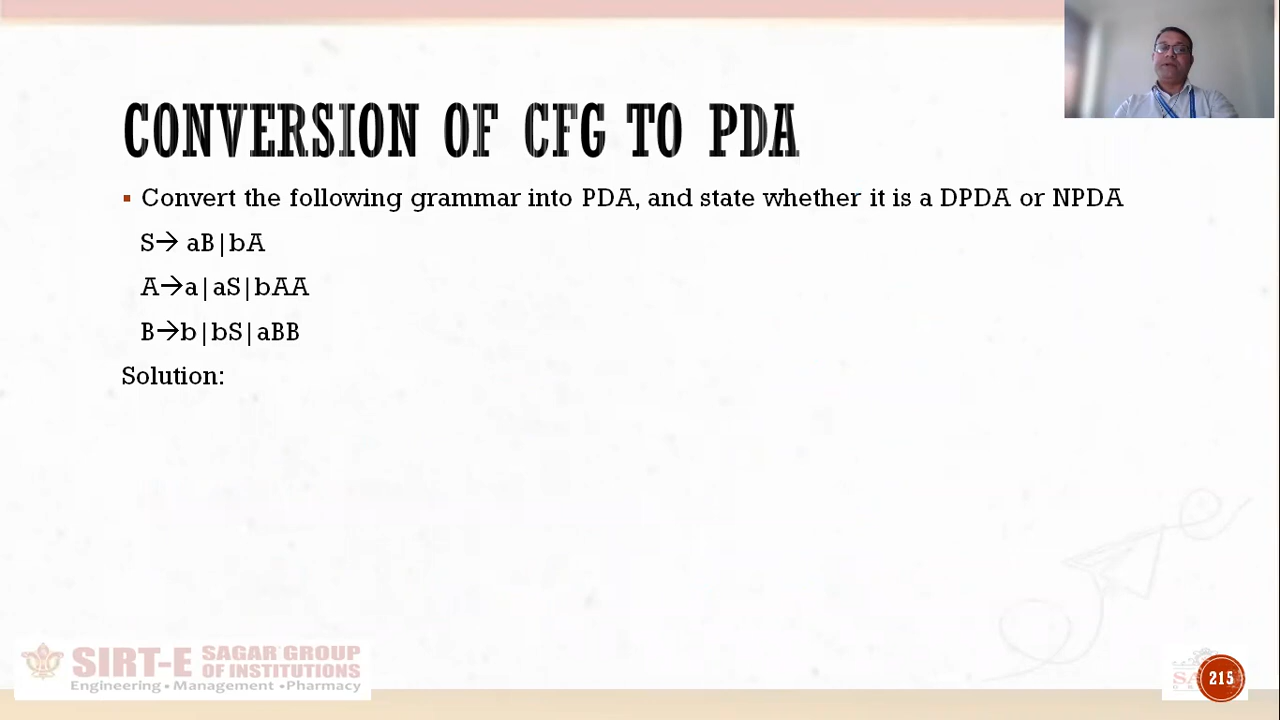 CONVERSION OF CFG TO PDA
▪ Convert the following grammar into PDA, and state whether it is a DPDA or NPDA
S→ aB|bA
A→a|aS|bAA
B→b|bS|aBB
Solution:
SIRT-E SAGAR GROUP
OF INSTITUTIONS
Engineering • Management • Pharmacy
215